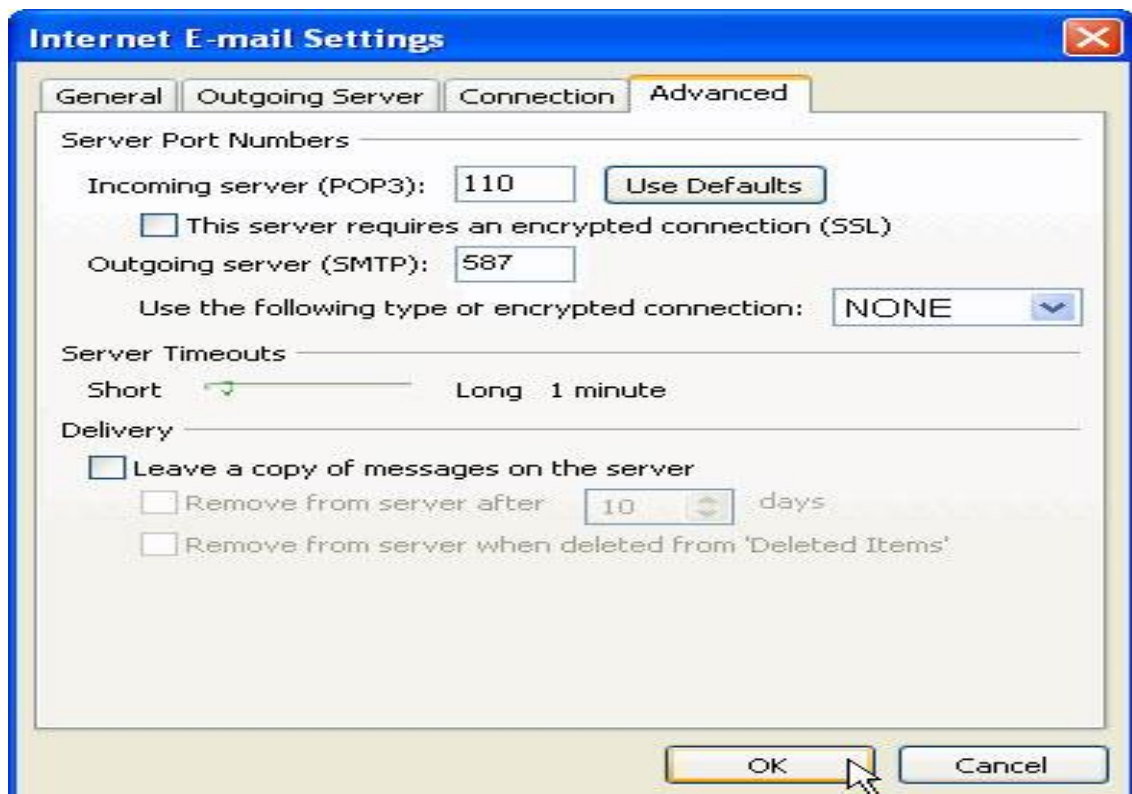 Internet E-mail Settings
General Outgoing Server Connection Advanced
Server Port Numbers
Incoming server (POP3): 110 Use Defaults
This server requires an encrypted connection (SSL)
Outgoing server (SMTP): 587
Use the following type of encrypted connection: NONE
Server Timeouts
Short Long 1 minute
Delivery
Leave a copy of messages on the server
Remove from server after 10 days
Remove from server when deleted from 'Deleted Items'
OK Cancel